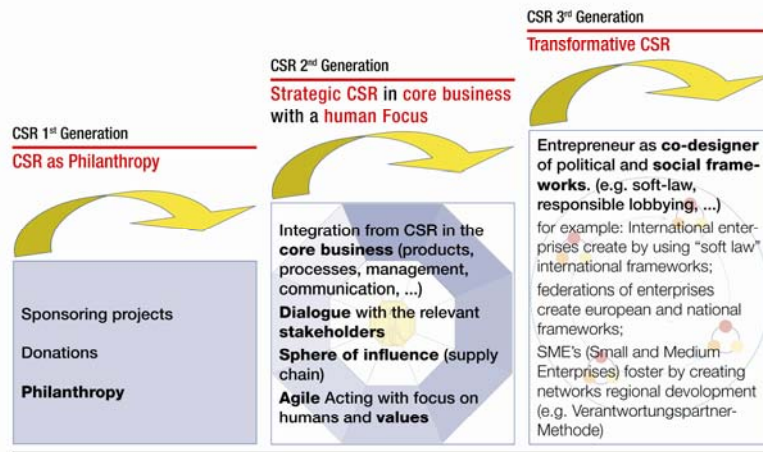 CSR 1st Generation
CSR as Philanthropy
Sponsoring projects
Donations
Philanthropy
CSR 2nd Generation
Strategic CSR in core business
with a human Focus
Integration from CSR in the
core business (products,
processes, management,
communication, ...)
Dialogue with the relevant
stakeholders
Sphere of influence (supply
chain)
Agile Acting with focus on
humans and values
CSR 3rd Generation
Transformative CSR
Entrepreneur as co-designer
of political and social frame-
works. (e.g. soft-law,
responsible lobbying, ...)
for example: International enter-
prises create by using “soft law”
international frameworks;
federations of enterprises
create european and national
frameworks;
SME's (Small and Medium
Enterprises) foster by creating
networks regional development
(e.g. Verantwortungspartner-
Methode)